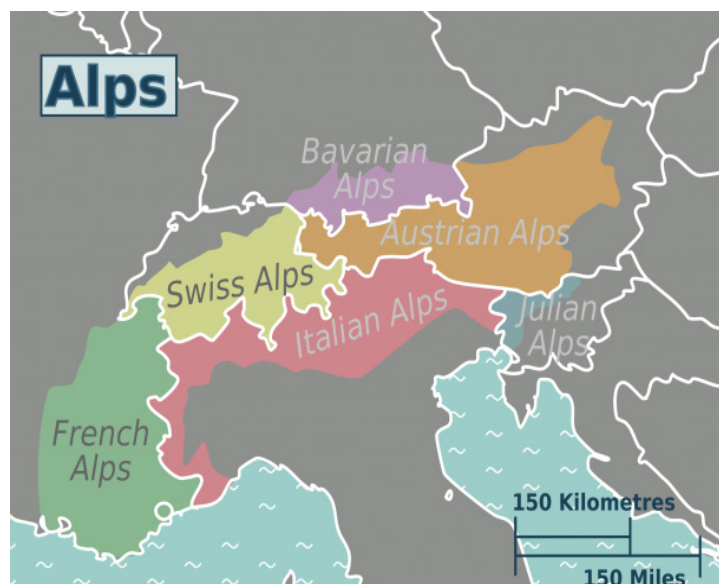 Alps
Bavarian
Alps
Austrian Alps
Swiss Alps
Italian Alps
Julian
Alps
French
Alps
150 Kilometres
150 Miles